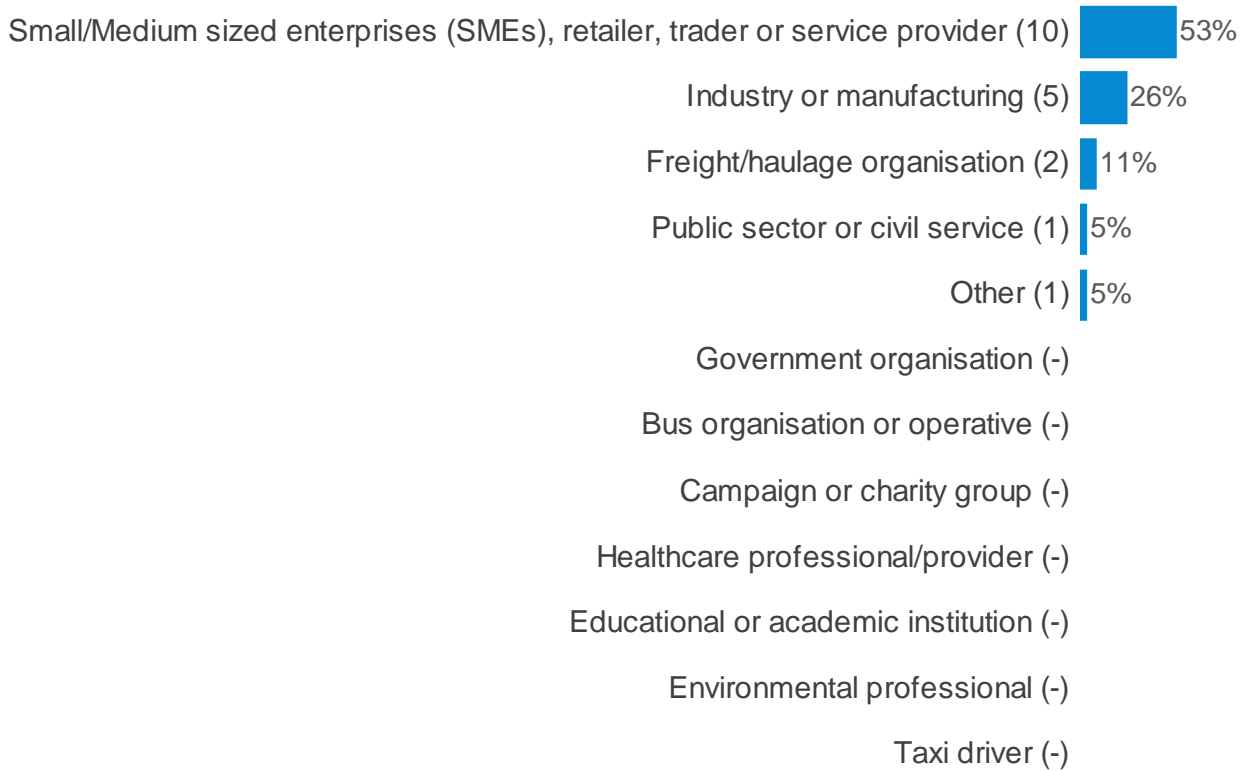 Small/Medium sized enterprises (SMEs), retailer, trader or service provider (10) 53%
Industry or manufacturing (5) 26%
Freight/haulage organisation (2) 11%
Public sector or civil service (1) 5%
Other (1) 5%
Government organisation (-)
Bus organisation or operative (-)
Campaign or charity group (-)
Healthcare professional/provider (-)
Educational or academic institution (-)
Environmental professional (-)
Taxi driver (-)